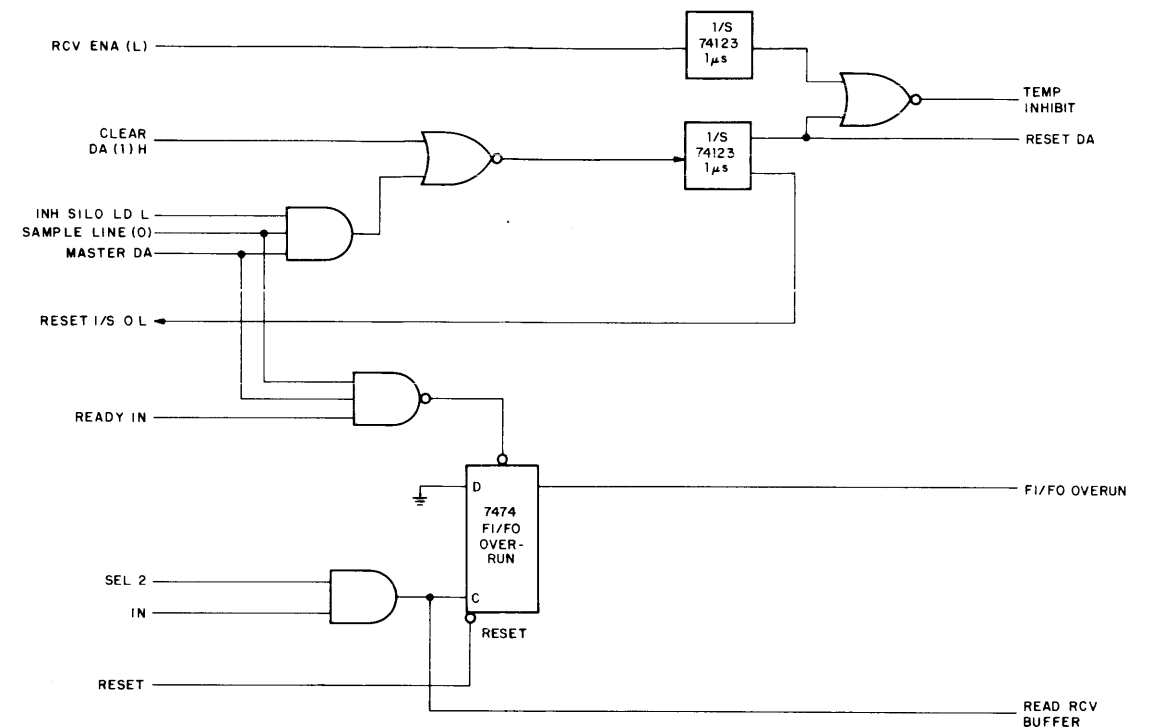 RCV ENA (L)
1/S
74123
1μs
TEMP
INHIBIT
CLEAR
DA (1) H
1/S
74123
1μs
RESET DA
INH SILO LD L
SAMPLE LINE (0)
MASTER DA
RESET 1/S 0 L
READY IN
D
7474
FI/FO
OVER-
RUN
C
FI/FO OVERUN
SEL 2
IN
RESET
RESET
READ RCV
BUFFER